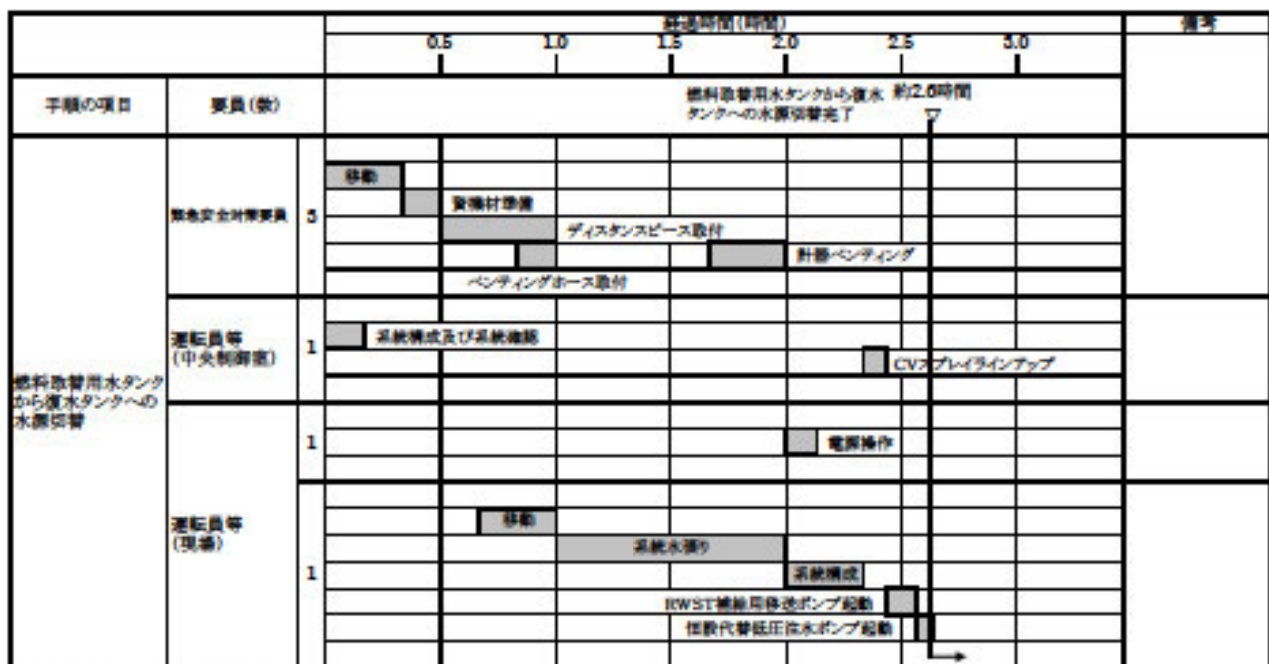 経過時間(時間)
備考
0.5 1.0 1.5 2.0 2.5 3.0
手順の項目
要員(数)
燃料取替用水タンクから復水
タンクへの水源切替完了
約2.6時間
▽
燃料取替用水タンク
から復水タンクへの
水源切替
緊急安全対策要員
3
移動
資機材準備
ディスタンスピース取付
計器ベンティング
ベンティングホース取付
運転員等
(中央制御室)
1
系統構成及び系統確認
CVスプレイラインアップ
運転員等
(現場)
1
電源操作
1
移動
系統水張り
系統構成
RWST補給用移送ポンプ起動
恒設代替低圧注水ポンプ起動